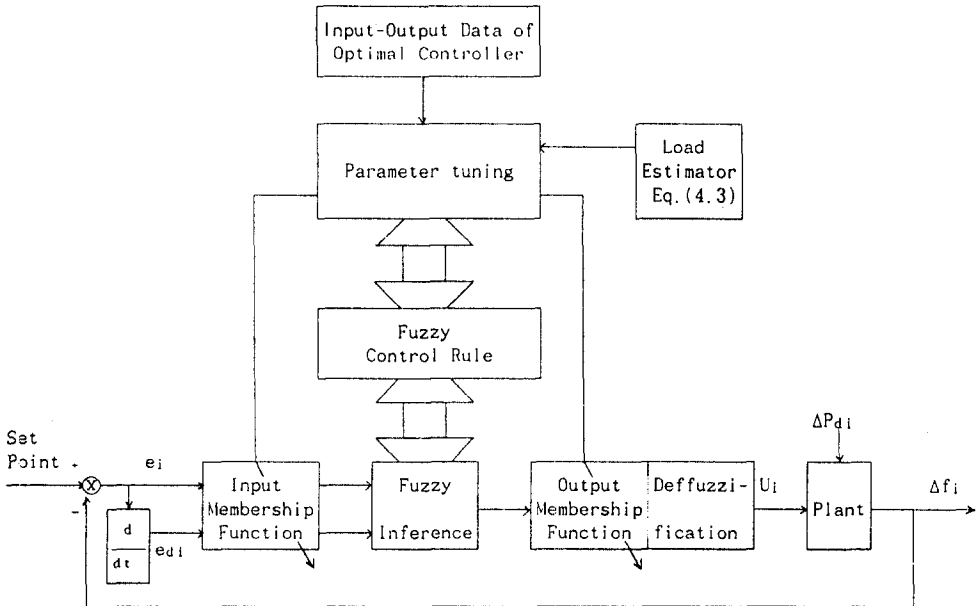 Input-Output Data of
Optimal Controller
Parameter tuning
Load
Estimator
Eq.(4.3)
Fuzzy
Control Rule
Set
Point
+
-
ei
d
dt
edi
Input
Membership
Function
Fuzzy
Inference
Output
Membership
Function
Deffuzzi-
fication
Ui
ΔPdi
Plant
Δfi